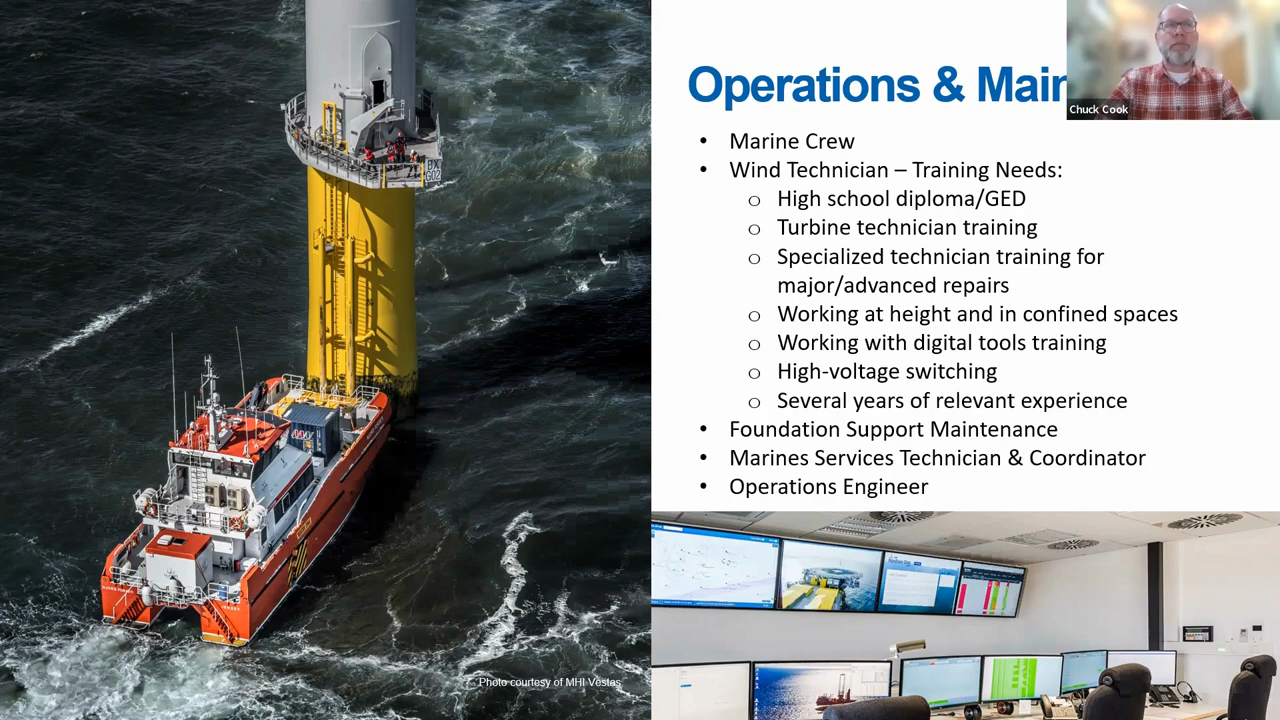 Operations & Main
Chuck Cook
• Marine Crew
• Wind Technician – Training Needs:
o High school diploma/GED
o Turbine technician training
o Specialized technician training for
major/advanced repairs
o Working at height and in confined spaces
o Working with digital tools training
o High-voltage switching
o Several years of relevant experience
• Foundation Support Maintenance
• Marines Services Technician & Coordinator
• Operations Engineer
BX
G02
Photo courtesy of MHI Vestas